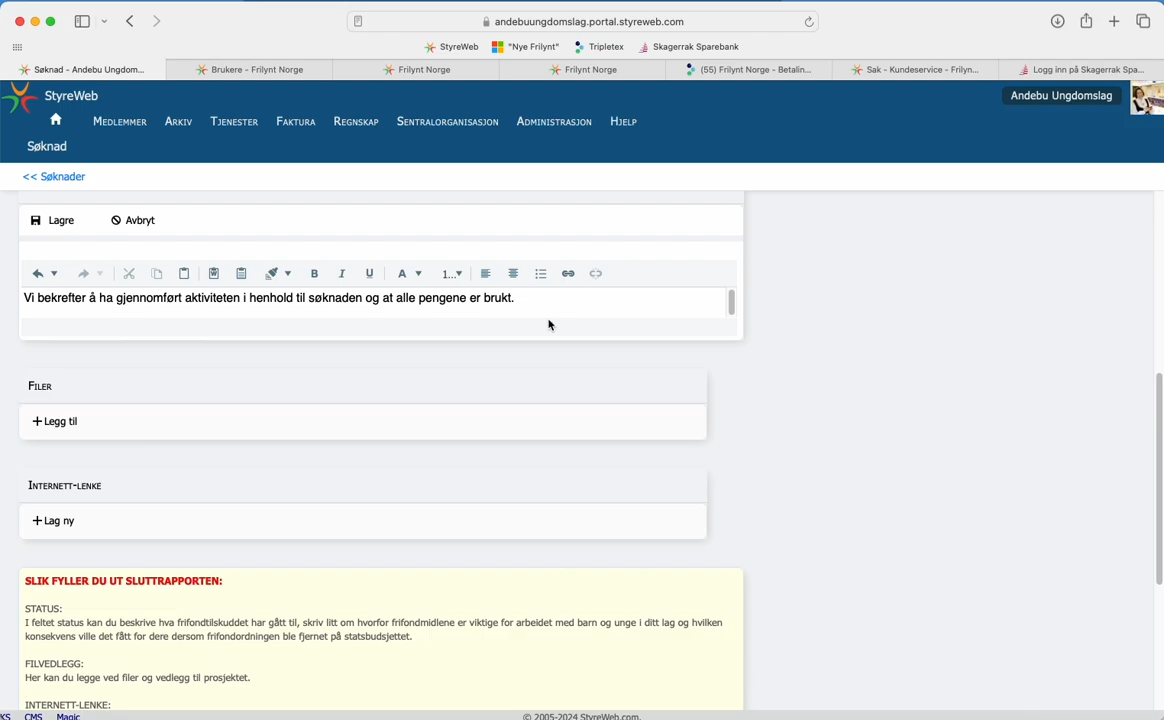 andebuungdomslag.portal.styreweb.com
StyreWeb "Nye Frilynt" Tripletex Skagerrak Sparebank
Søknad - Andebu Ungdom... Brukere - Frilynt Norge Frilynt Norge Frilynt Norge (55) Frilynt Norge - Betalin... Sak - Kundeservice - Frilyn... Logg inn på Skagerrak Spa...
StyreWeb Andebu Ungdomslag
Medlemmer Arkiv Tjenester Faktura Regnskap Sentralorganisasjon Administrasjon Hjelp
Søknad
<< Søknader
Lagre Avbryt
B I U A 1...
Vi bekrefter å ha gjennomført aktiviteten i henhold til søknaden og at alle pengene er brukt.
Filer
+Legg til
Internett-lenke
+Lag ny
SLIK FYLLER DU UT SLUTTRAPPORTEN:
STATUS:
I feltet status kan du beskrive hva frifondtilskuddet har gått til, skriv litt om hvorfor frifondmidlene er viktige for arbeidet med barn og unge i ditt lag og hvilken
konsekvens ville det fått for dere dersom frifondordningen ble fjernet på statsbudsjettet.
FILVEDLEGG:
Her kan du legge ved filer og vedlegg til prosjektet.
INTERNETT-LENKE:
KS CMS Magic © 2005-2024 StyreWeb.com.